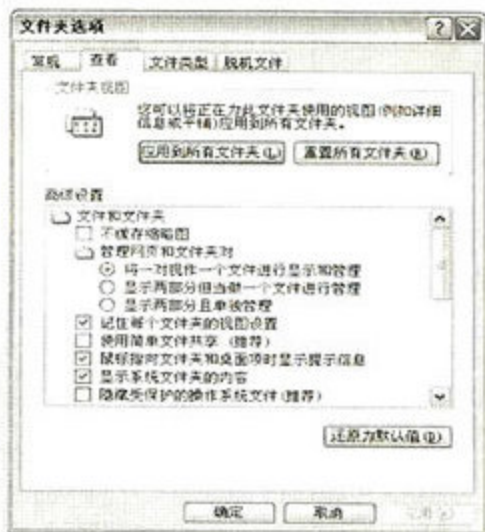 文件夹选项
常规 查看 文件类型 脱机文件
文件夹视图
您可以将正在为此文件夹使用的视图(例如详细
信息或平铺)应用到所有文件夹。
应用到所有文件夹(L) 重置所有文件夹(R)
高级设置
文件和文件夹
不缓存缩略图
管理网页和文件夹对
将一对视作一个文件进行显示和管理
显示两部分但当做一个文件进行管理
显示两部分且单独管理
记住每个文件夹的视图设置
使用简单文件共享 (推荐)
鼠标指向文件夹和桌面项时显示提示信息
显示系统文件夹的内容
隐藏受保护的操作系统文件(推荐)
还原为默认值(D)
确定 取消 应用(A)